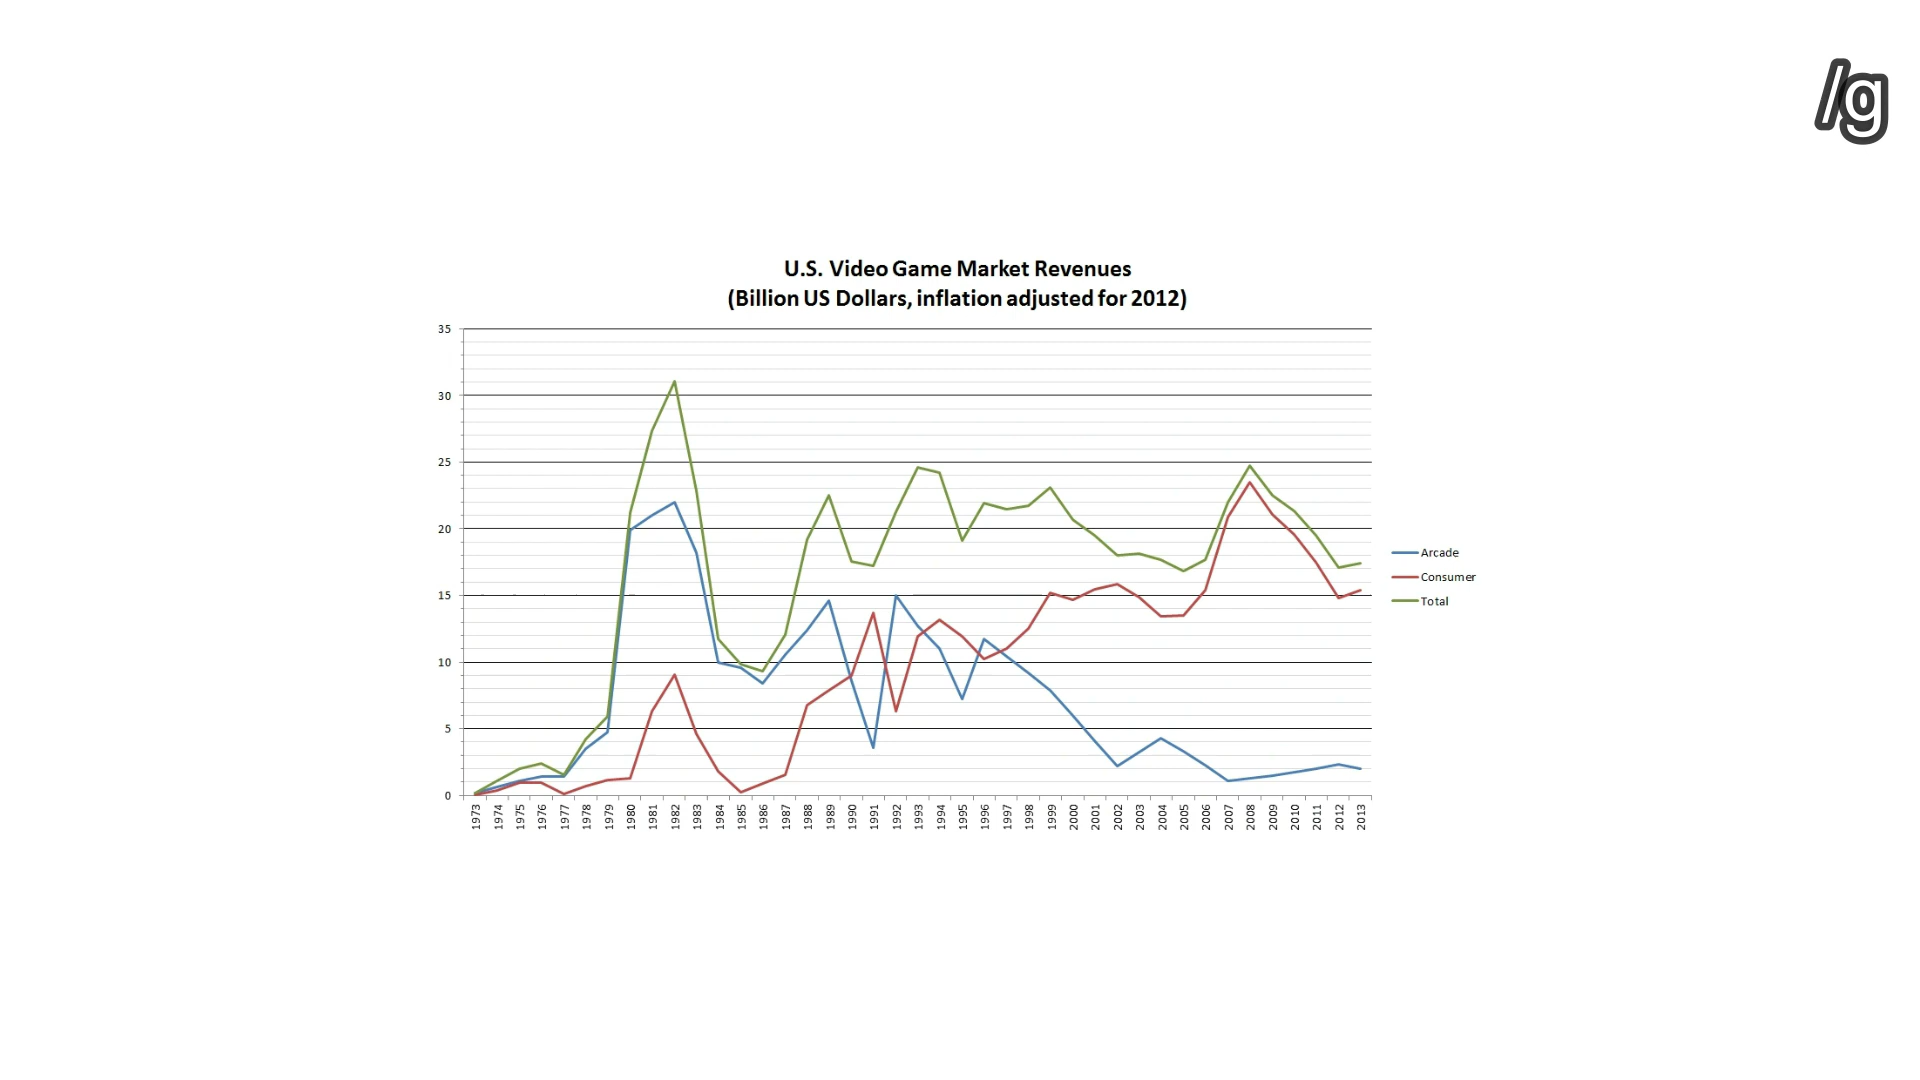 /g
U.S. Video Game Market Revenues
(Billion US Dollars, inflation adjusted for 2012)
35
30
25
20
15
10
5
0
Arcade
Consumer
Total
1973 1974 1975 1976 1977 1978 1979 1980 1981 1982 1983 1984 1985 1986 1987 1988 1989 1990 1991 1992 1993 1994 1995 1996 1997 1998 1999 2000 2001 2002 2003 2004 2005 2006 2007 2008 2009 2010 2011 2012 2013